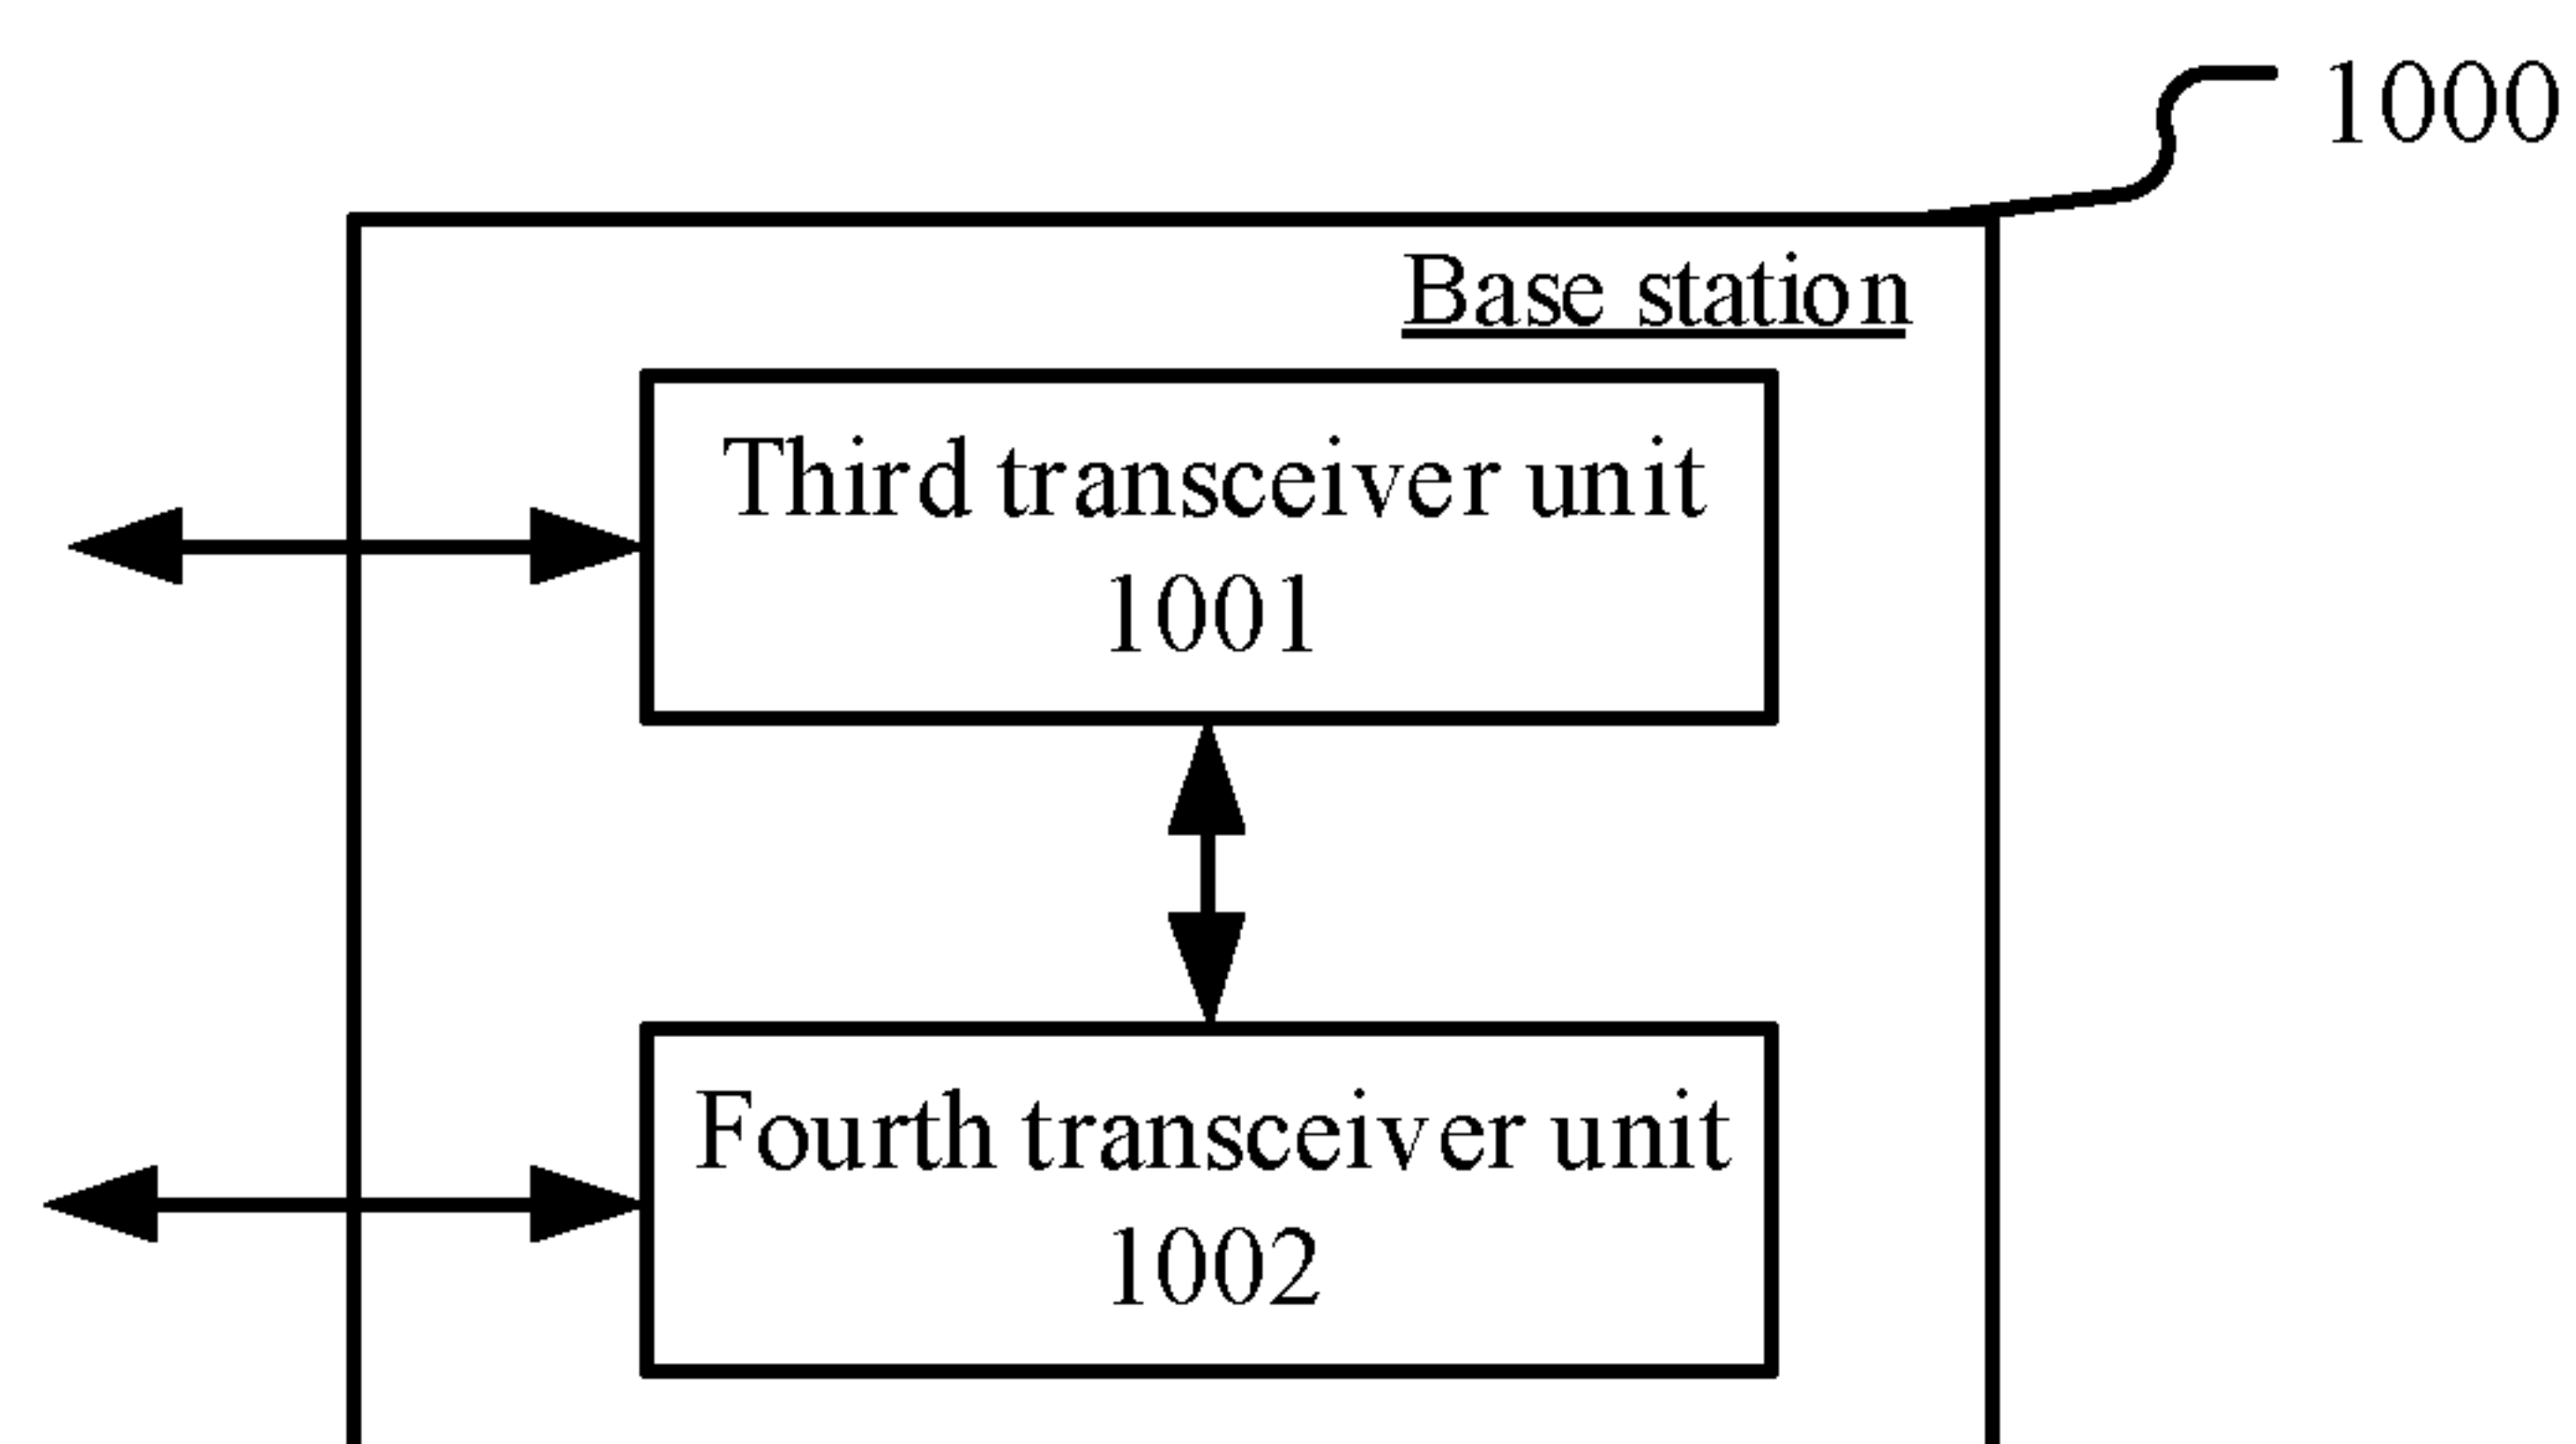 1000
Base station
Third transceiver unit
1001
Fourth transceiver unit
1002